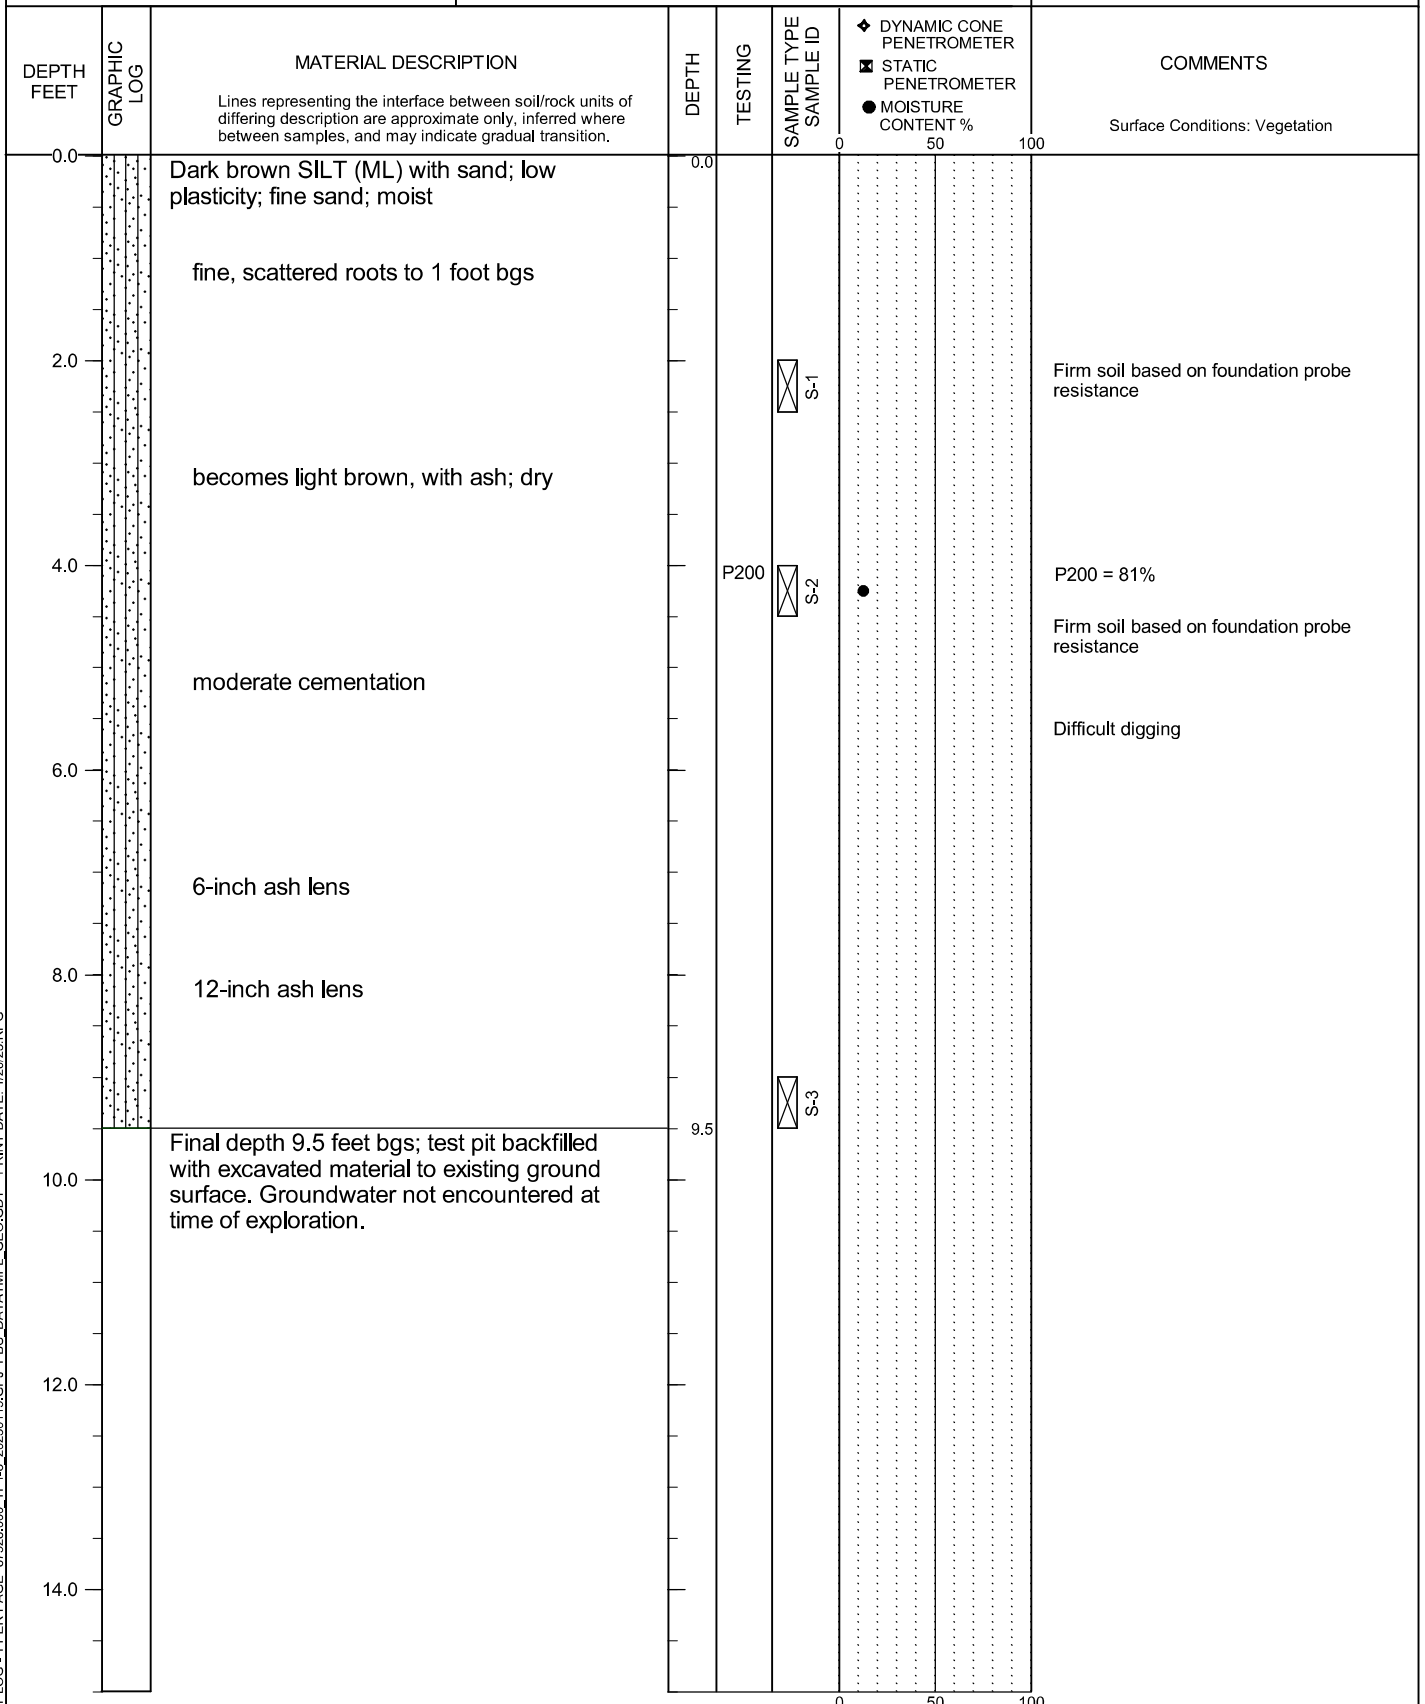 DEPTH
FEET
GRAPHIC
LOG
MATERIAL DESCRIPTION
Lines representing the interface between soil/rock units of
differing description are approximate only, inferred where
between samples, and may indicate gradual transition.
DEPTH
TESTING
SAMPLE TYPE
SAMPLE ID
DYNAMIC CONE
PENETROMETER
STATIC
PENETROMETER
MOISTURE
CONTENT %
0 50 100
COMMENTS
Surface Conditions: Vegetation
0.0
Dark brown SILT (ML) with sand; low
plasticity; fine sand; moist
0.0
fine, scattered roots to 1 foot bgs
2.0
S-1
Firm soil based on foundation probe
resistance
becomes light brown, with ash; dry
4.0
P200
S-2
P200 = 81%
Firm soil based on foundation probe
resistance
moderate cementation
Difficult digging
6.0
6-inch ash lens
8.0
12-inch ash lens
S-3
9.5
Final depth 9.5 feet bgs; test pit backfilled
with excavated material to existing ground
surface. Groundwater not encountered at
time of exploration.
10.0
12.0
14.0
0 50 100